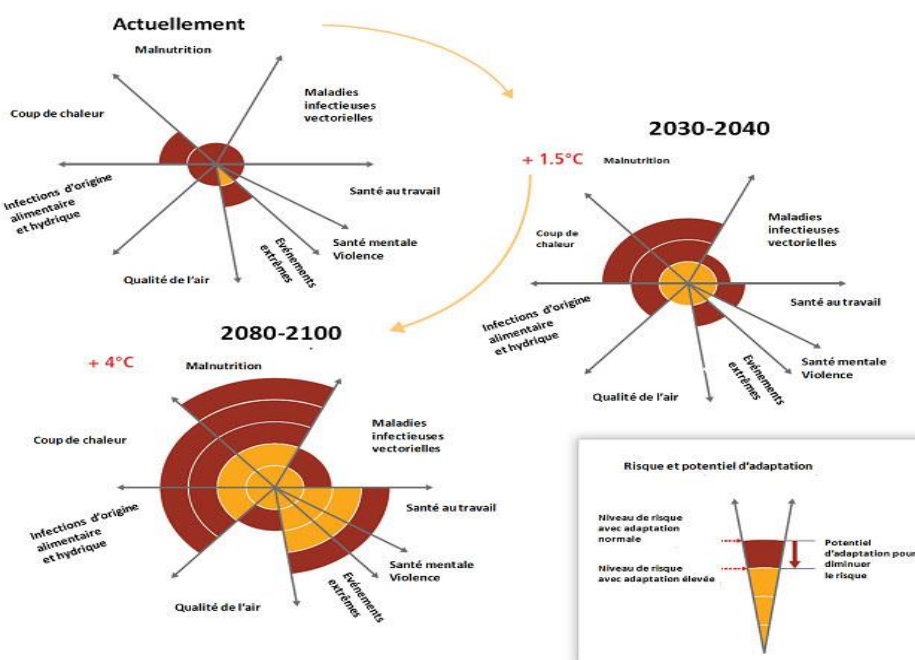 Actuellement
Malnutrition
Maladies
infectieuses
vectorielles
Coup de chaleur
Infections d'origine
alimentaire
et hydrique
Santé au travail
Santé mentale
Violence
Evénements
extrêmes
Qualité de l'air
2030-2040
+ 1.5°C
Malnutrition
Maladies
infectieuses
vectorielles
Coup de
chaleur
Infections d'origine
alimentaire
et hydrique
Santé au travail
Santé mentale
Violence
Evénements
extrêmes
Qualité de l'air
2080-2100
+ 4°C
Malnutrition
Maladies
infectieuses
vectorielles
Coup de chaleur
Infections d'origine
alimentaire
et hydrique
Santé au travail
Santé mentale
Violence
Evénements
extrêmes
Qualité de l'air
Risque et potentiel d'adaptation
Niveau de risque
avec adaptation
normale
Niveau de risque
avec adaptation élevée
Potentiel
d'adaptation pour
diminuer
le risque